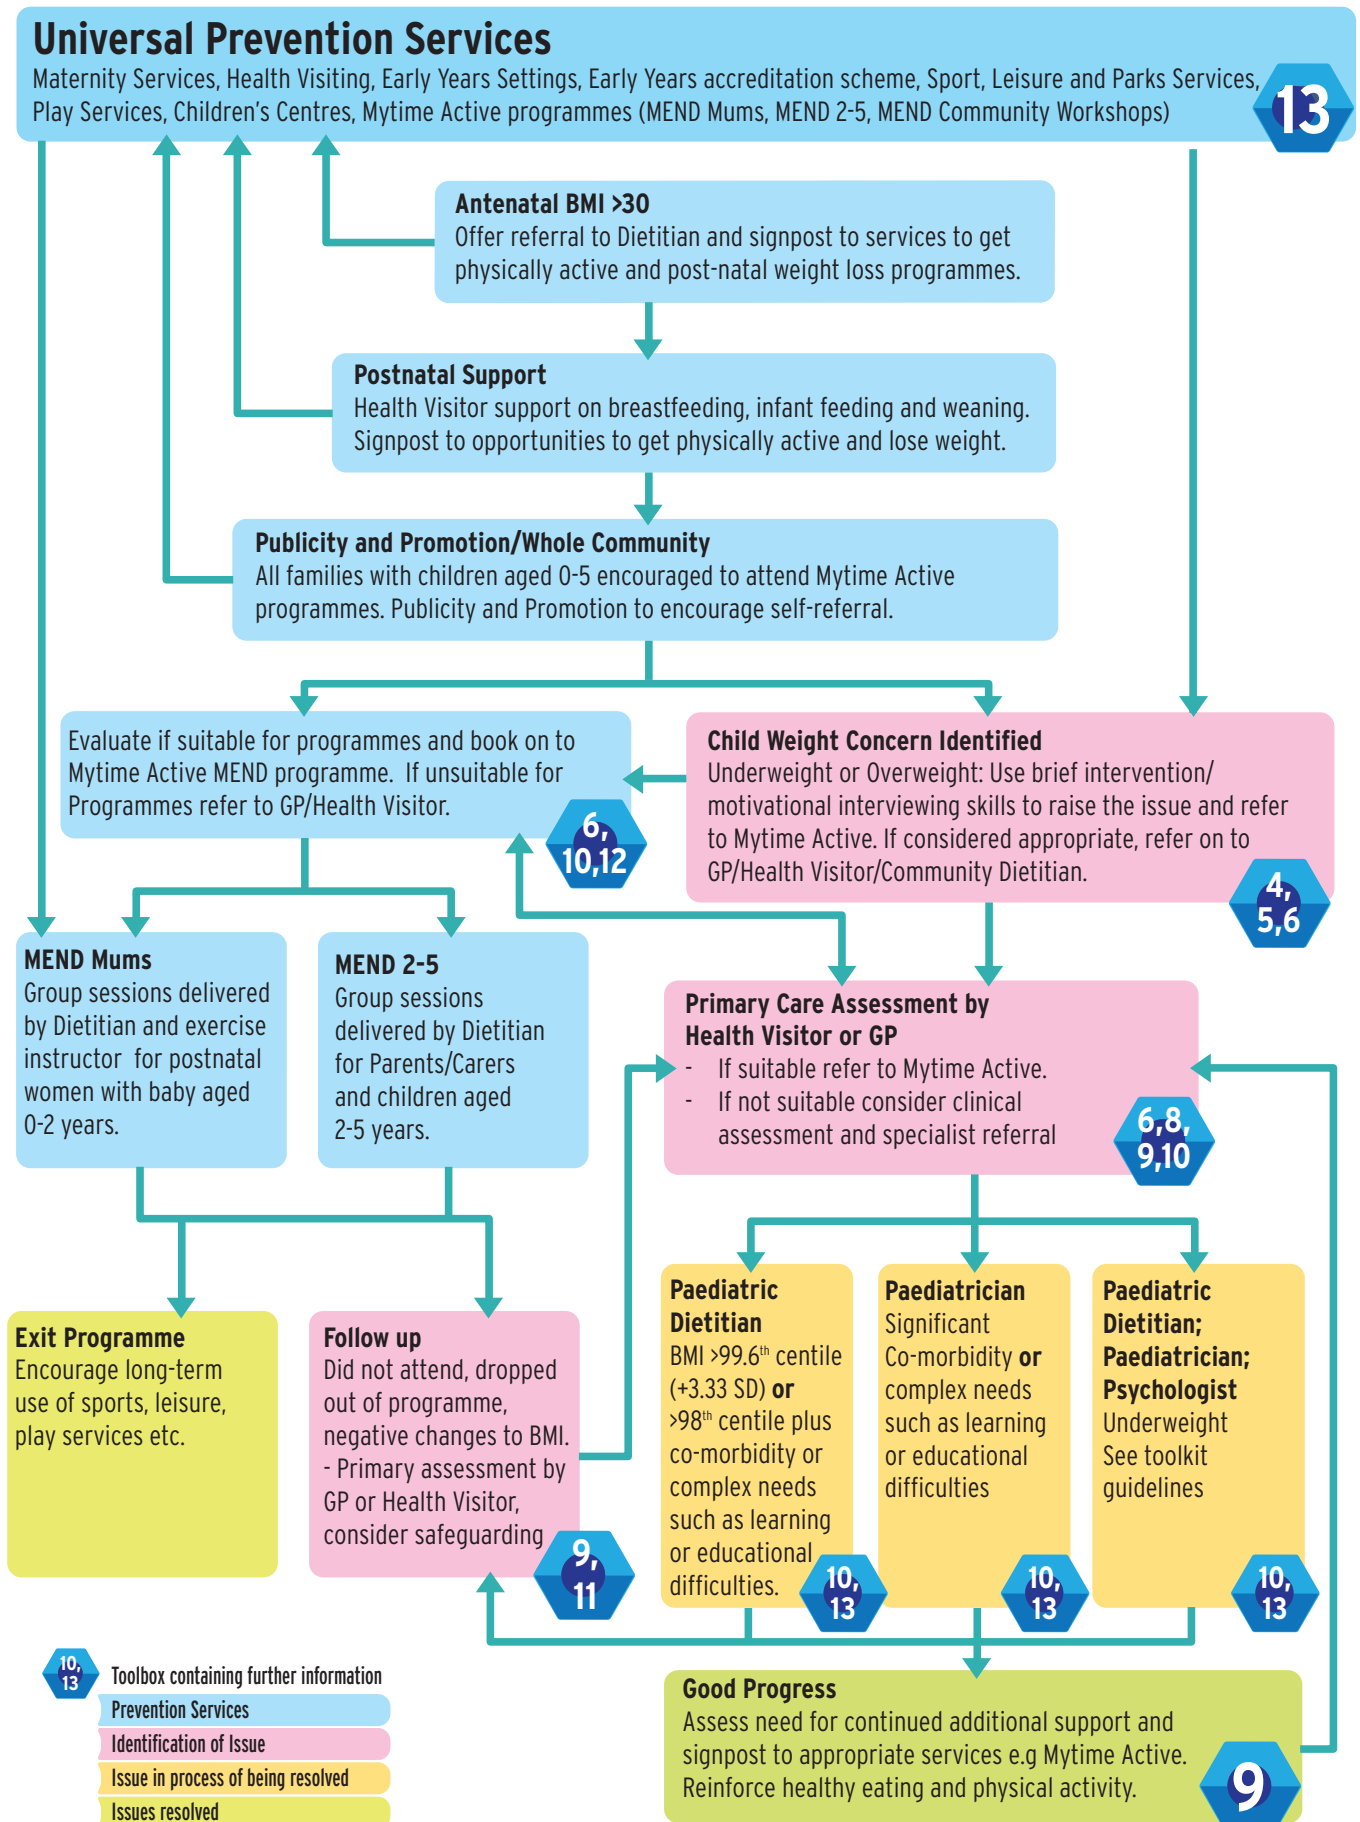 Universal Prevention Services
Maternity Services, Health Visiting, Early Years Settings, Early Years accreditation scheme, Sport, Leisure and Parks Services,
Play Services, Children’s Centres, Mytime Active programmes (MEND Mums, MEND 2-5, MEND Community Workshops)
13
Antenatal BMI >30
Offer referral to Dietitian and signpost to services to get
physically active and post-natal weight loss programmes.
Postnatal Support
Health Visitor support on breastfeeding, infant feeding and weaning.
Signpost to opportunities to get physically active and lose weight.
Publicity and Promotion/Whole Community
All families with children aged 0-5 encouraged to attend Mytime Active
programmes. Publicity and Promotion to encourage self-referral.
Evaluate if suitable for programmes and book on to
Mytime Active MEND programme. If unsuitable for
Programmes refer to GP/Health Visitor.
6,
10,12
Child Weight Concern Identified
Underweight or Overweight: Use brief intervention/
motivational interviewing skills to raise the issue and refer
to Mytime Active. If considered appropriate, refer on to
GP/Health Visitor/Community Dietitian.
4,
5,6
MEND Mums
Group sessions delivered
by Dietitian and exercise
instructor for postnatal
women with baby aged
0-2 years.
MEND 2-5
Group sessions
delivered by Dietitian
for Parents/Carers
and children aged
2-5 years.
Primary Care Assessment by
Health Visitor or GP
- If suitable refer to Mytime Active.
- If not suitable consider clinical
assessment and specialist referral
6,8,
9,10
Exit Programme
Encourage long-term
use of sports, leisure,
play services etc.
Follow up
Did not attend, dropped
out of programme,
negative changes to BMI.
- Primary assessment by
GP or Health Visitor,
consider safeguarding
9,
11
Paediatric
Dietitian
BMI >99.6th centile
(+3.33 SD) or
>98th centile plus
co-morbidity or
complex needs
such as learning
or educational
difficulties.
10,
13
Paediatrician
Significant
Co-morbidity or
complex needs
such as learning
or educational
difficulties
10,
13
Paediatric
Dietitian;
Paediatrician;
Psychologist
Underweight
See toolkit
guidelines
10,
13
Good Progress
Assess need for continued additional support and
signpost to appropriate services e.g Mytime Active.
Reinforce healthy eating and physical activity.
9
10,
13
Toolbox containing further information
Prevention Services
Identification of Issue
Issue in process of being resolved
Issues resolved